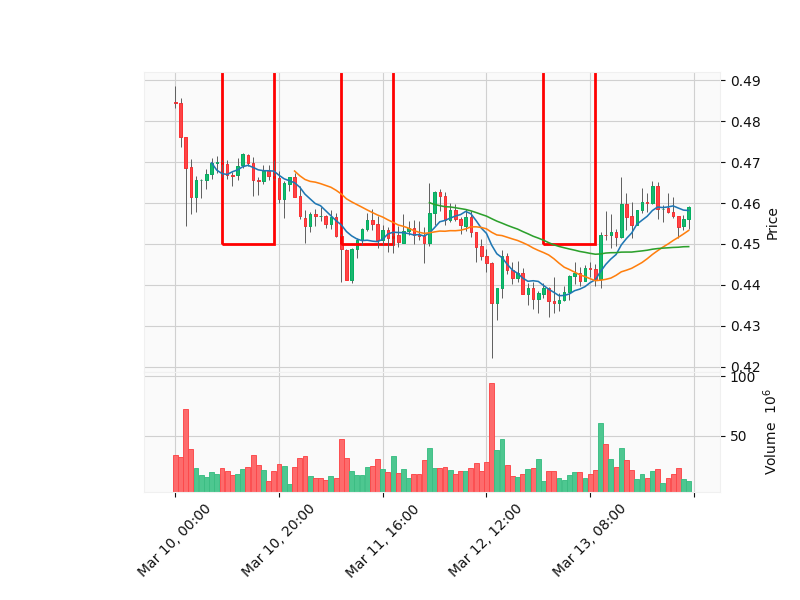 0.49
0.48
0.47
0.46
0.45
0.44
0.43
0.42
Price
100
50
Volume 10⁶
Mar 10, 00:00
Mar 10, 20:00
Mar 11, 16:00
Mar 12, 12:00
Mar 13, 08:00